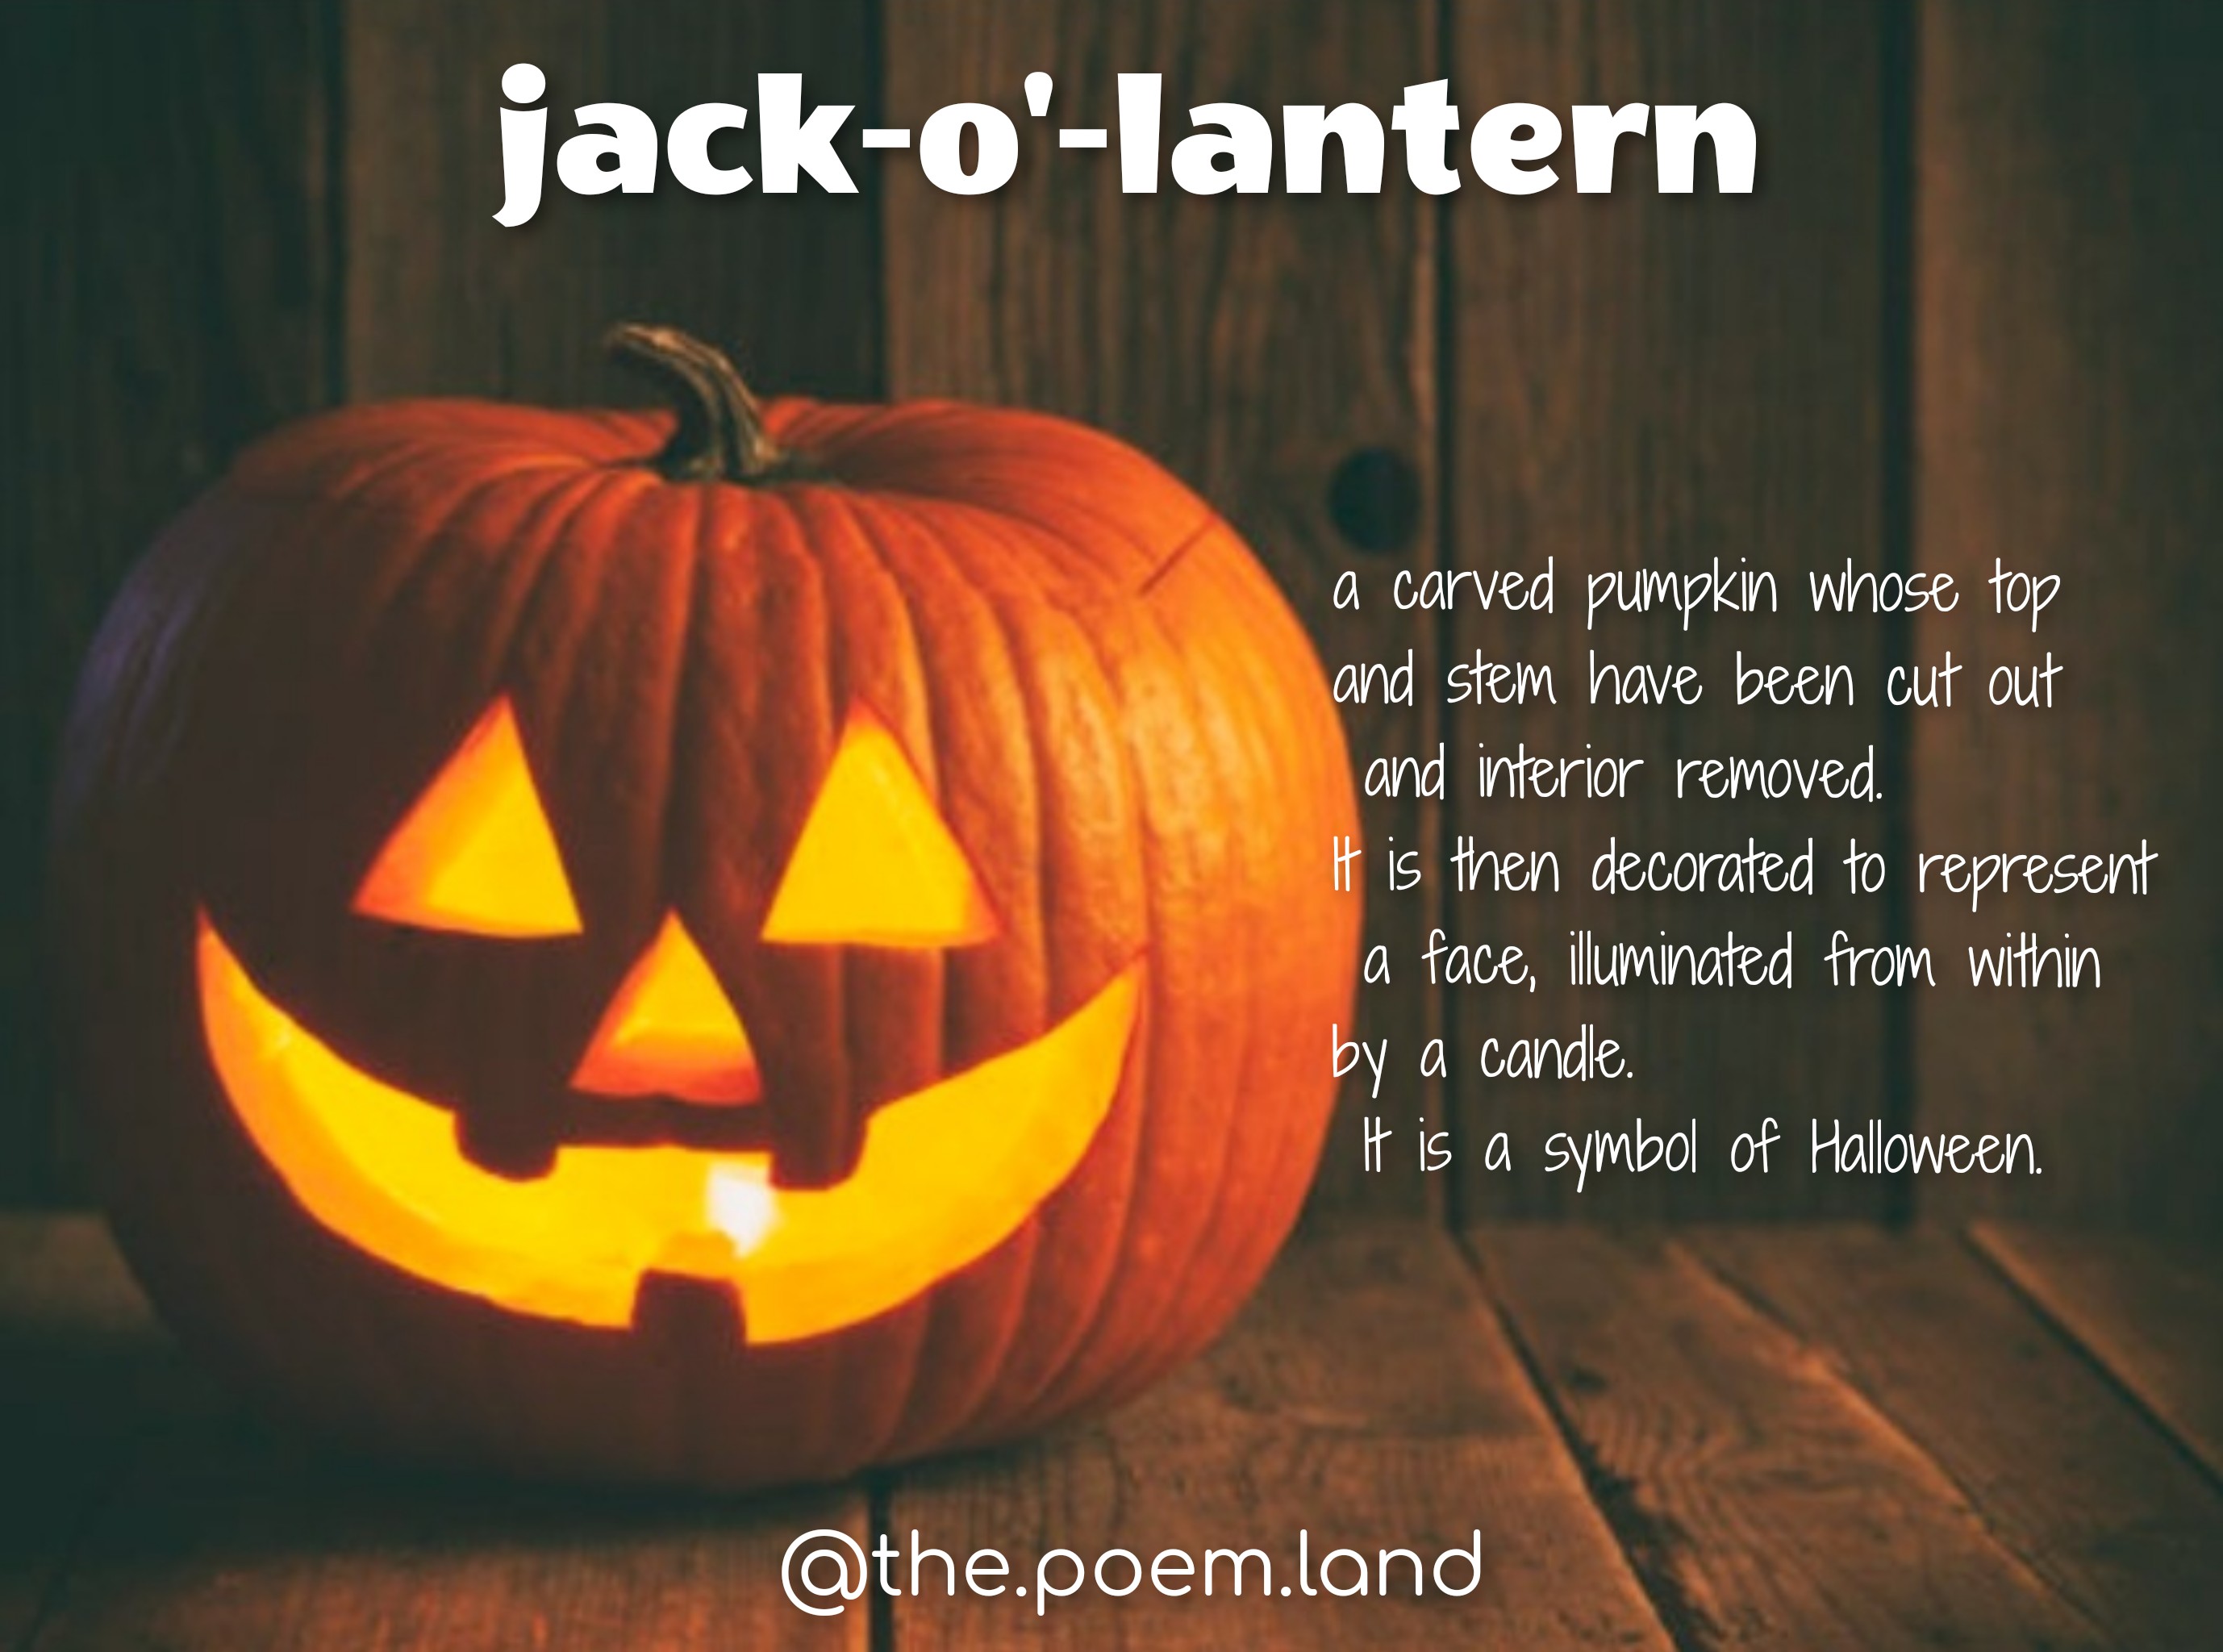 jack-o'-lantern
a carved pumpkin whose top
and stem have been cut out
and interior removed.
It is then decorated to represent
a face, illuminated from within
by a candle.
It is a symbol of Halloween.
@the.poem.land